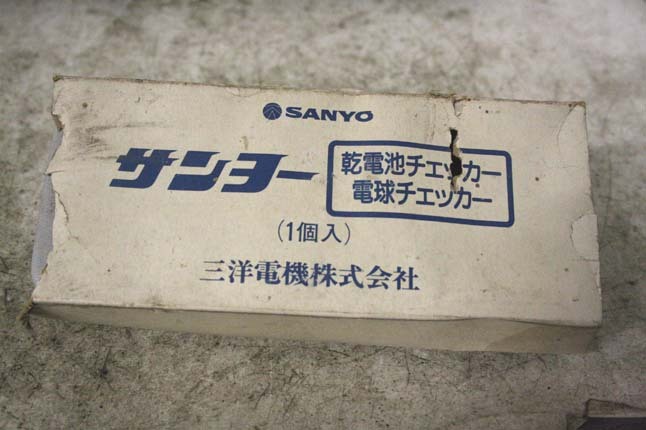 SANYO
サンヨー
乾電池チェッカー
電球チェッカー
(1個入)
三洋電機株式会社